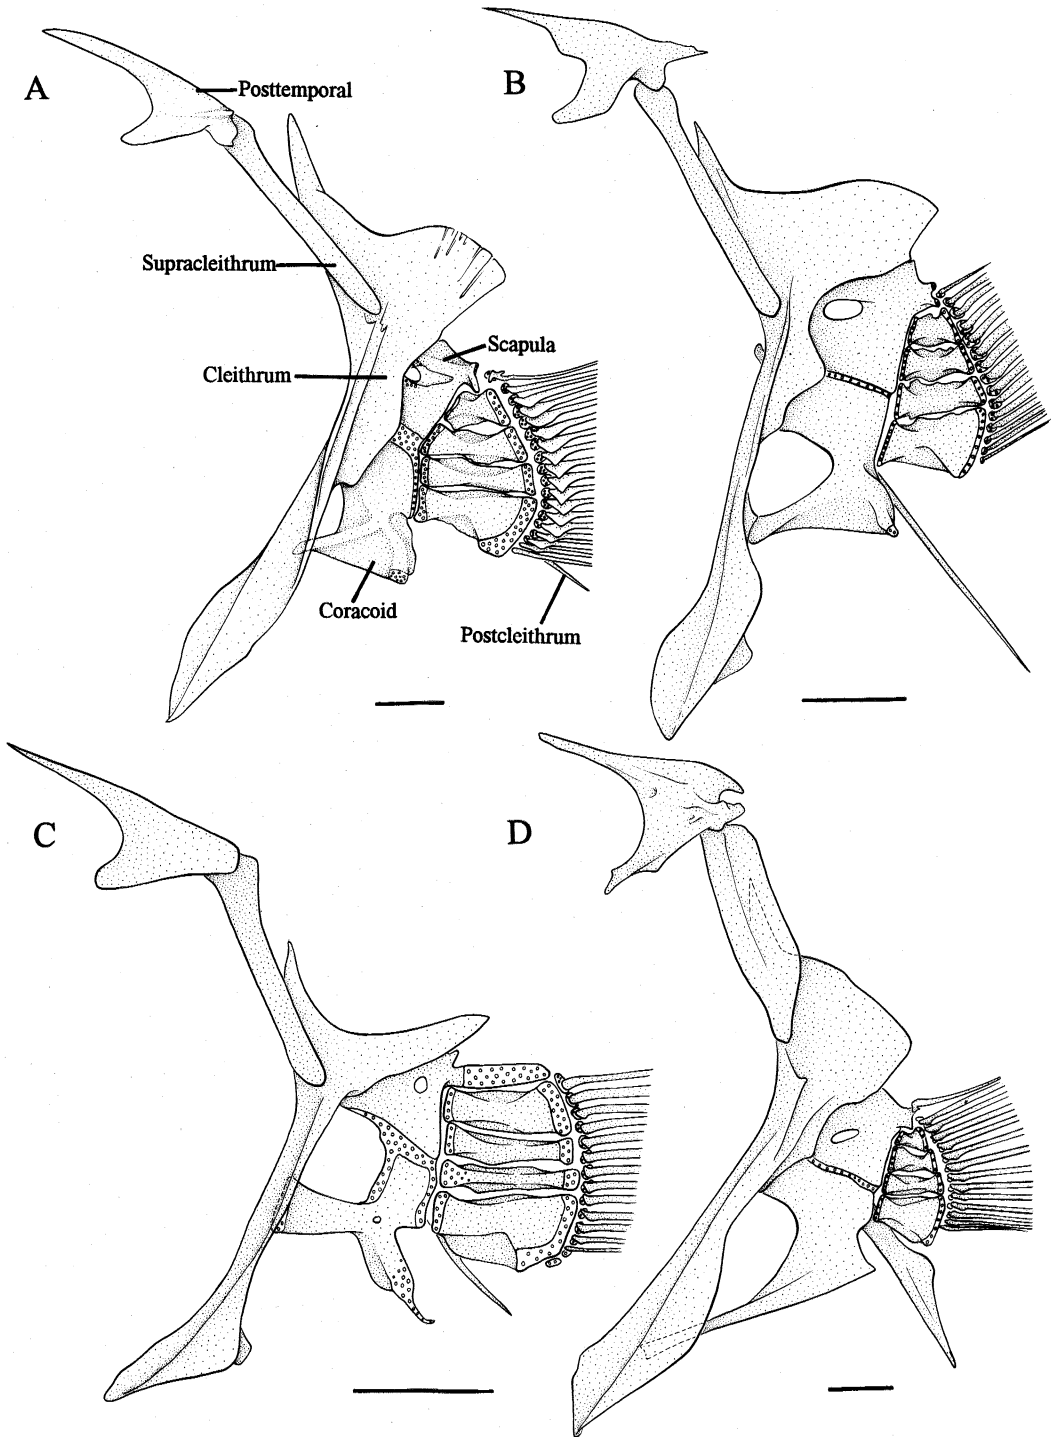 A
Posttemporal
B
Supracleithrum
Scapula
Cleithrum
Coracoid
Postcleithrum
C
D